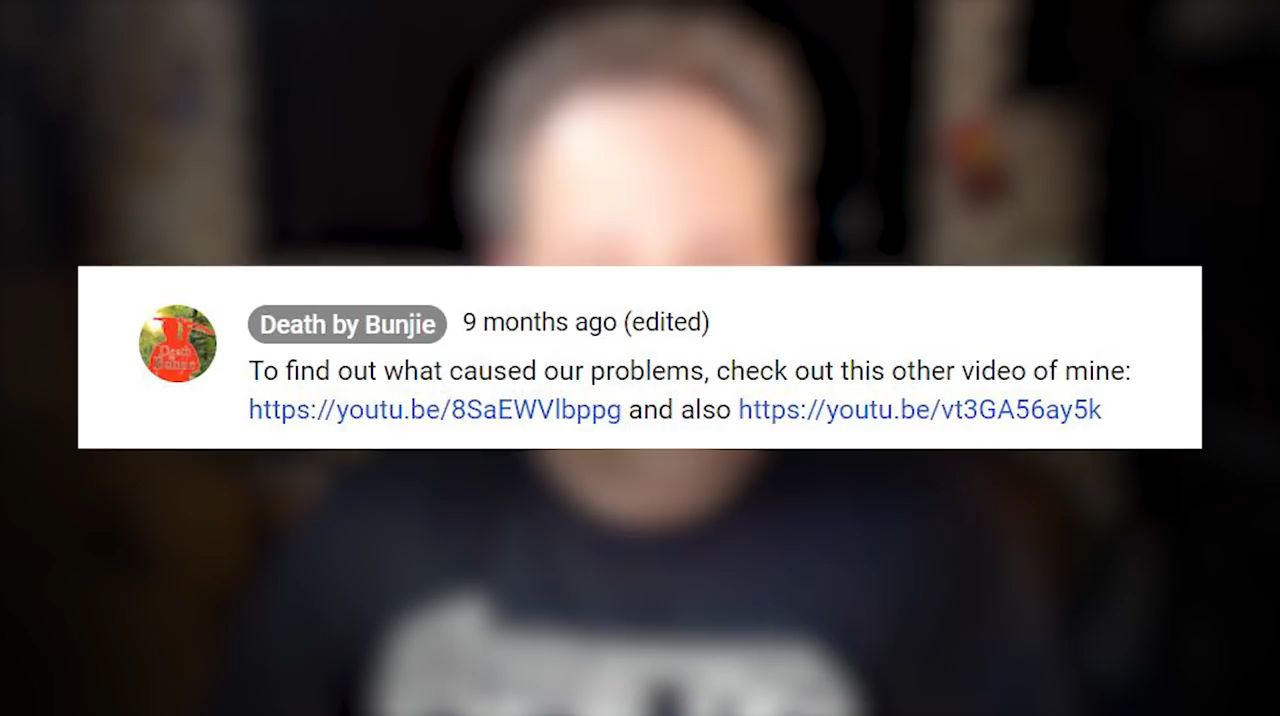 Death by Bunjie 9 months ago (edited)
To find out what caused our problems, check out this other video of mine:
https://youtu.be/8SaEWVlbppg and also https://youtu.be/vt3GA56ay5k